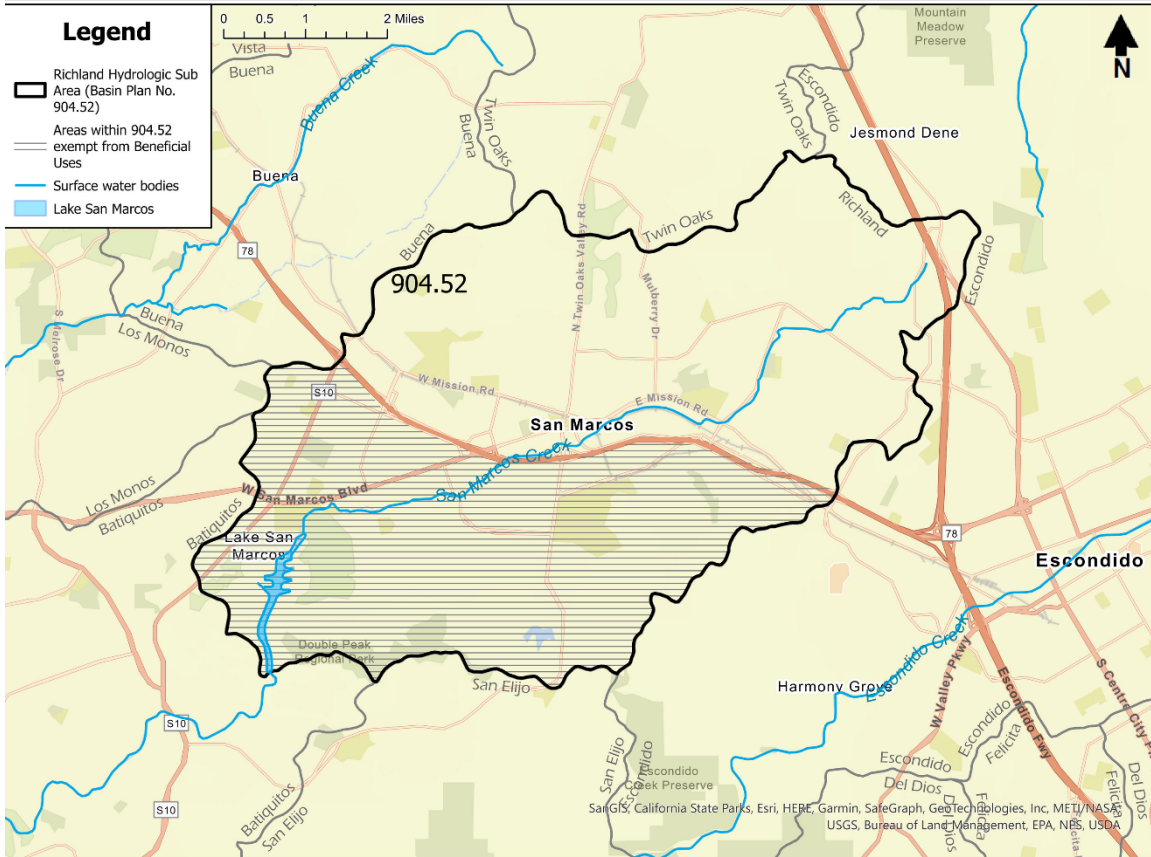 Legend
Richland Hydrologic Sub
Area (Basin Plan No.
904.52)
Areas within 904.52
exempt from Beneficial
Uses
Surface water bodies
Lake San Marcos
0 0.5 1 2 Miles
N
Mountain
Meadow
Preserve
Vista
Buena
Buena Creek
Twin Oaks
Buena
Escondido
Twin Oaks
Jesmond Dene
Buena
Richland
Twin Oaks
Buena
N Twin Oaks Valley Rd
Escondido
78
904.52
Mulberry Dr
Buena
Los Monos
S Melrose Dr
S10
W Mission Rd
E Mission Rd
San Marcos
San Marcos Creek
W San Marcos Blvd
Los Monos
Batiquitos
Batiquitos
Lake San
Marcos
78
Escondido
Escondido Creek
Double Peak
Regional Park
San Elijo
Harmony Grove
W Valley Pkwy
Escondido Fwy
S Centre City P
S10
S10
San Elijo
Escondido
Escondido
Creek Preserve
Escondido
Felicita
Escondido
Del Dios
Del Dios
Felicita
Felicita
Del Dios
Batiquitos
San Elijo
SanGIS, California State Parks, Esri, HERE, Garmin, SafeGraph, GeoTechnologies, Inc, METI/NASA,
USGS, Bureau of Land Management, EPA, NPS, USDA